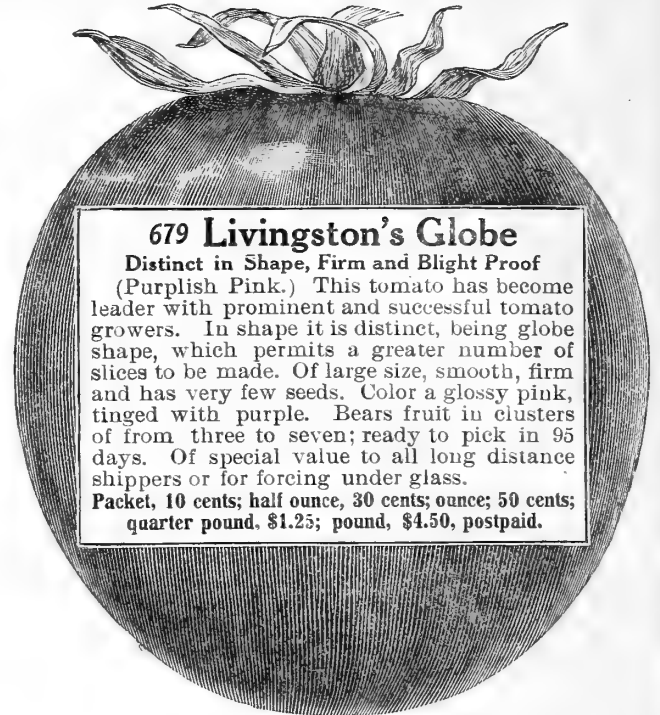 679 Livingston's Globe
Distinct in Shape, Firm and Blight Proof
(Purplish Pink.) This tomato has become
leader with prominent and successful tomato
growers. In shape it is distinct, being globe
shape, which permits a greater number of
slices to be made. Of large size, smooth, firm
and has very few seeds. Color a glossy pink,
tinged with purple. Bears fruit in clusters
of from three to seven; ready to pick in 95
days. Of special value to all long distance
shippers or for forcing under glass.
Packet, 10 cents; half ounce, 30 cents; ounce; 50 cents;
quarter pound, $1.25; pound, $4.50, postpaid.